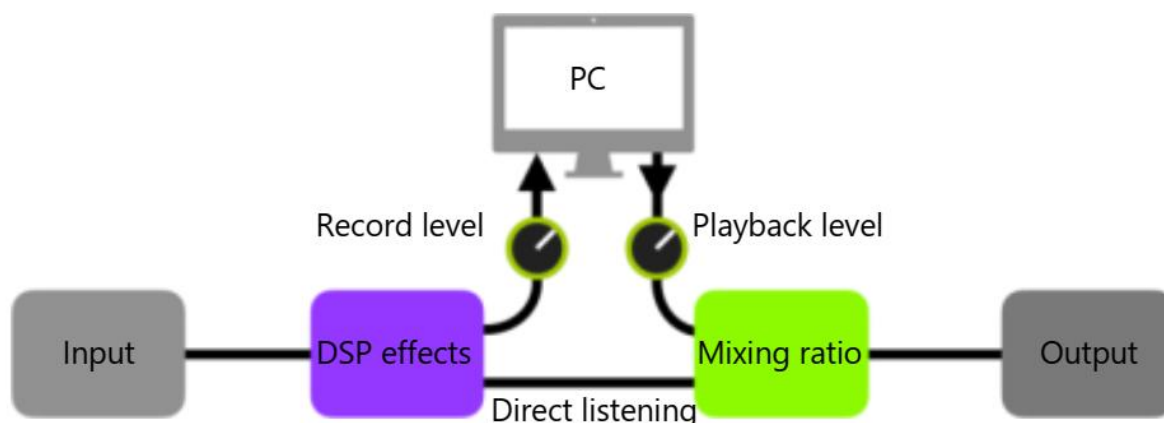 PC
Record level
Playback level
Input
DSP effects
Mixing ratio
Output
Direct listening